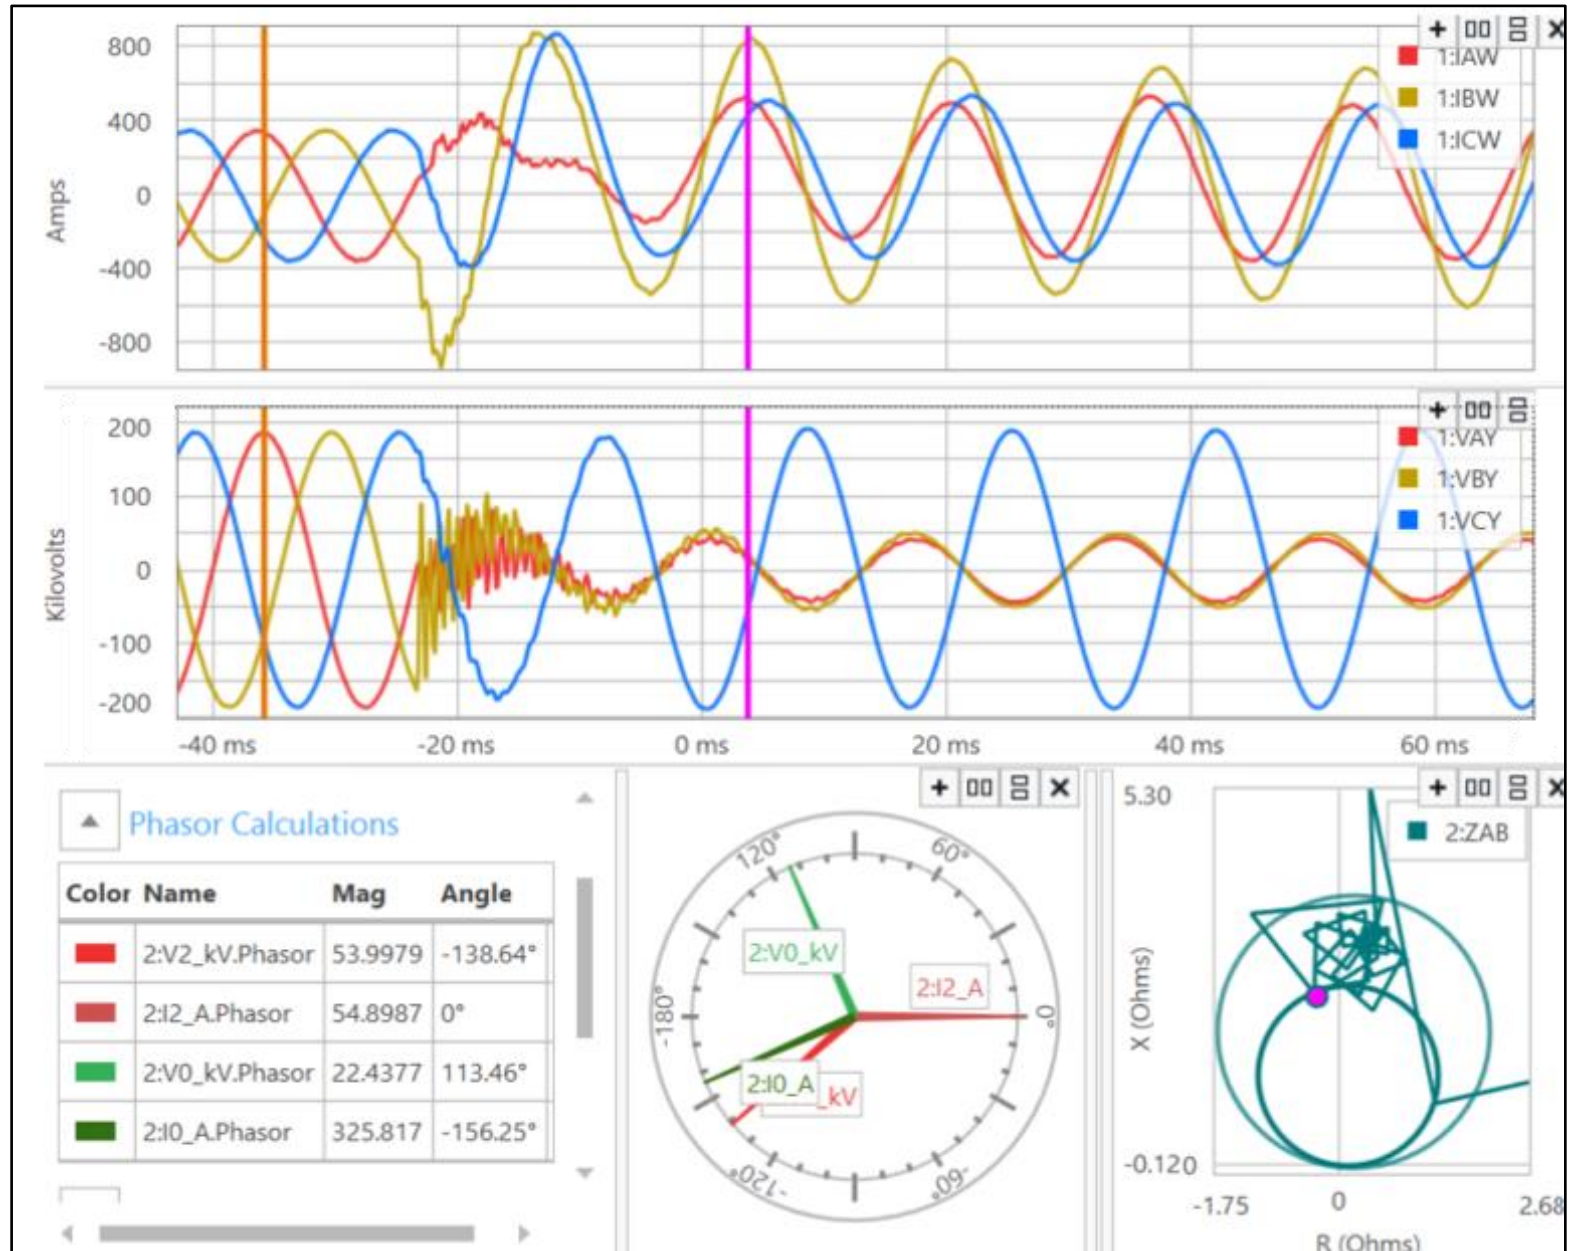 800
400
0
-400
-800
Amps
1:IAW
1:IBW
1:ICW
200
100
0
-100
-200
Kilovolts
1:VAY
1:VBY
1:VCY
-40 ms
-20 ms
0 ms
20 ms
40 ms
60 ms
Phasor Calculations
Color Name Mag Angle
2:V2_kV.Phasor 53.9979 -138.64°
2:I2_A.Phasor 54.8987 0°
2:V0_kV.Phasor 22.4377 113.46°
2:I0_A.Phasor 325.817 -156.25°
120°
60°
2:V0_kV
2:I2_A
-180°
0°
2:I0_A
_kV
-120°
-60°
5.30
2:ZAB
X (Ohms)
-0.120
-1.75
0
2.68
R (Ohms)